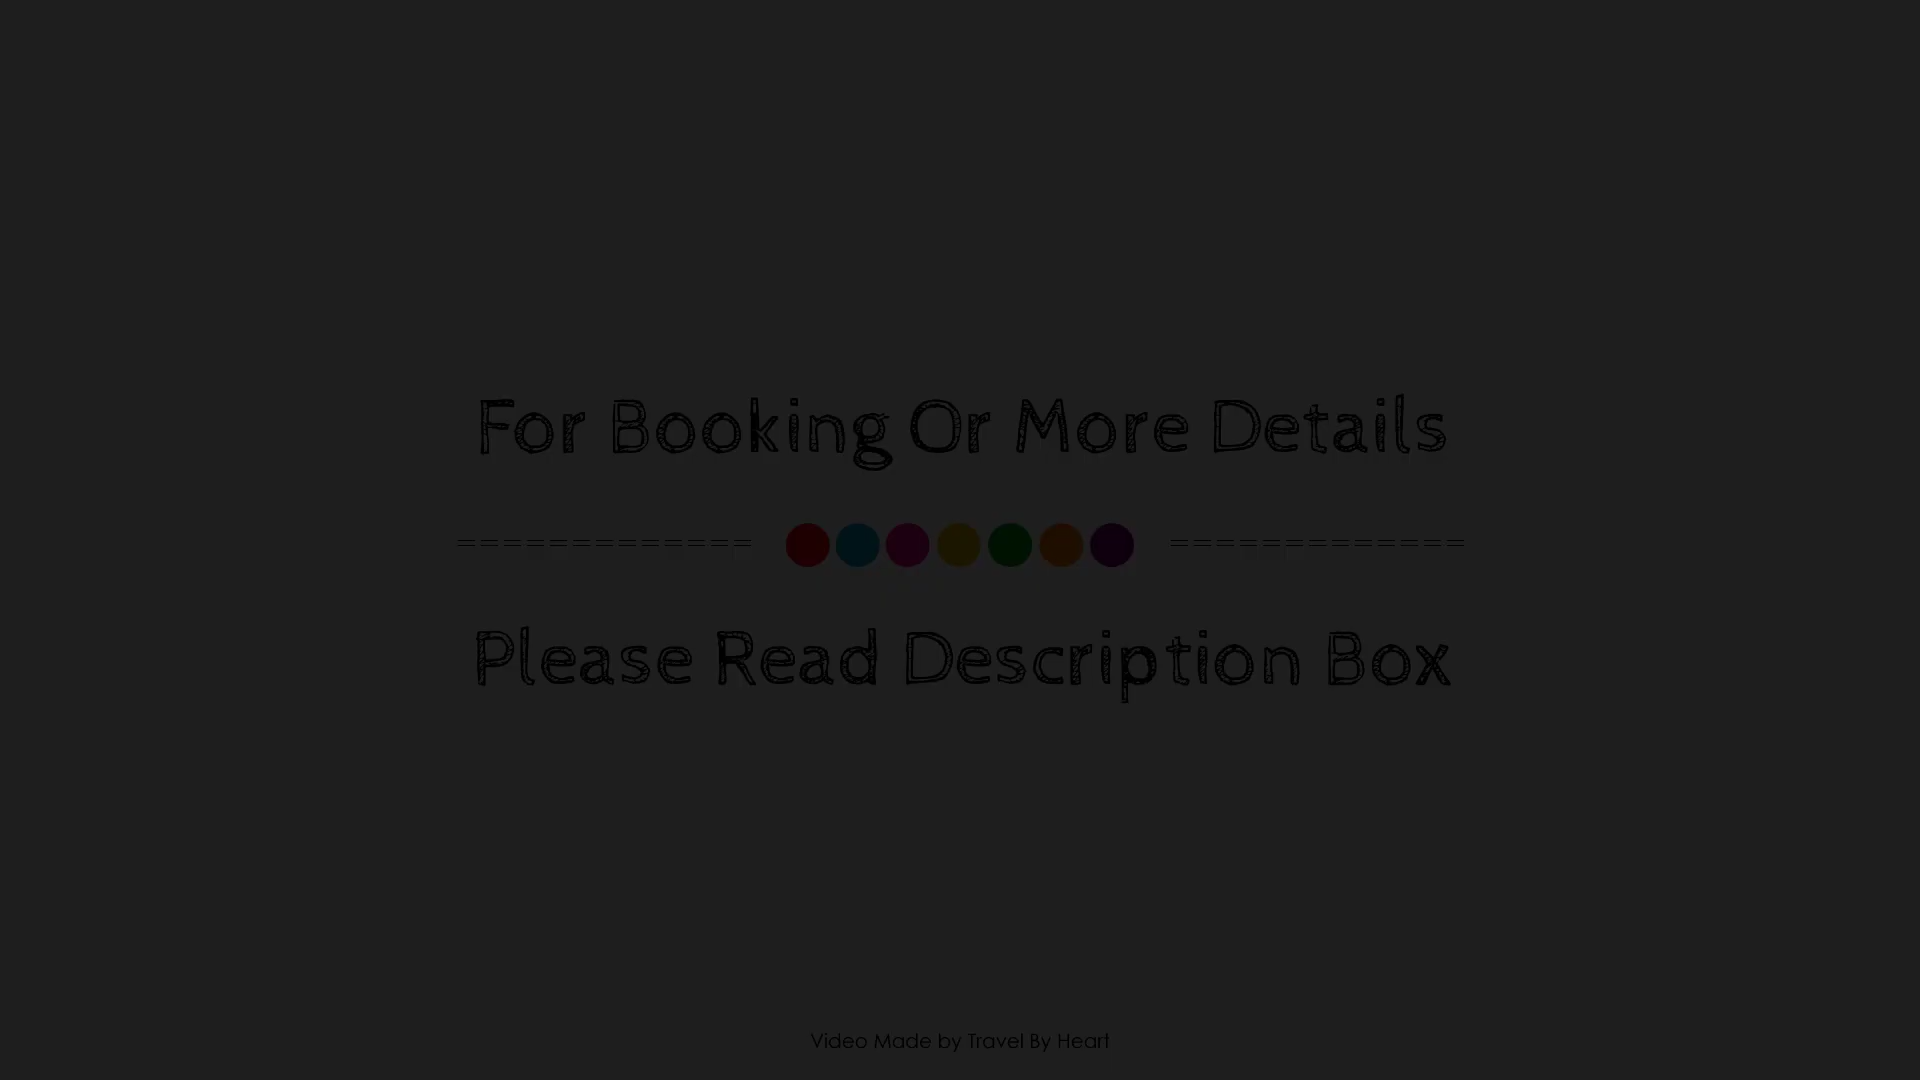 For Booking Or More Details
============= =============
Please Read Description Box
Video Made by Travel By Heart